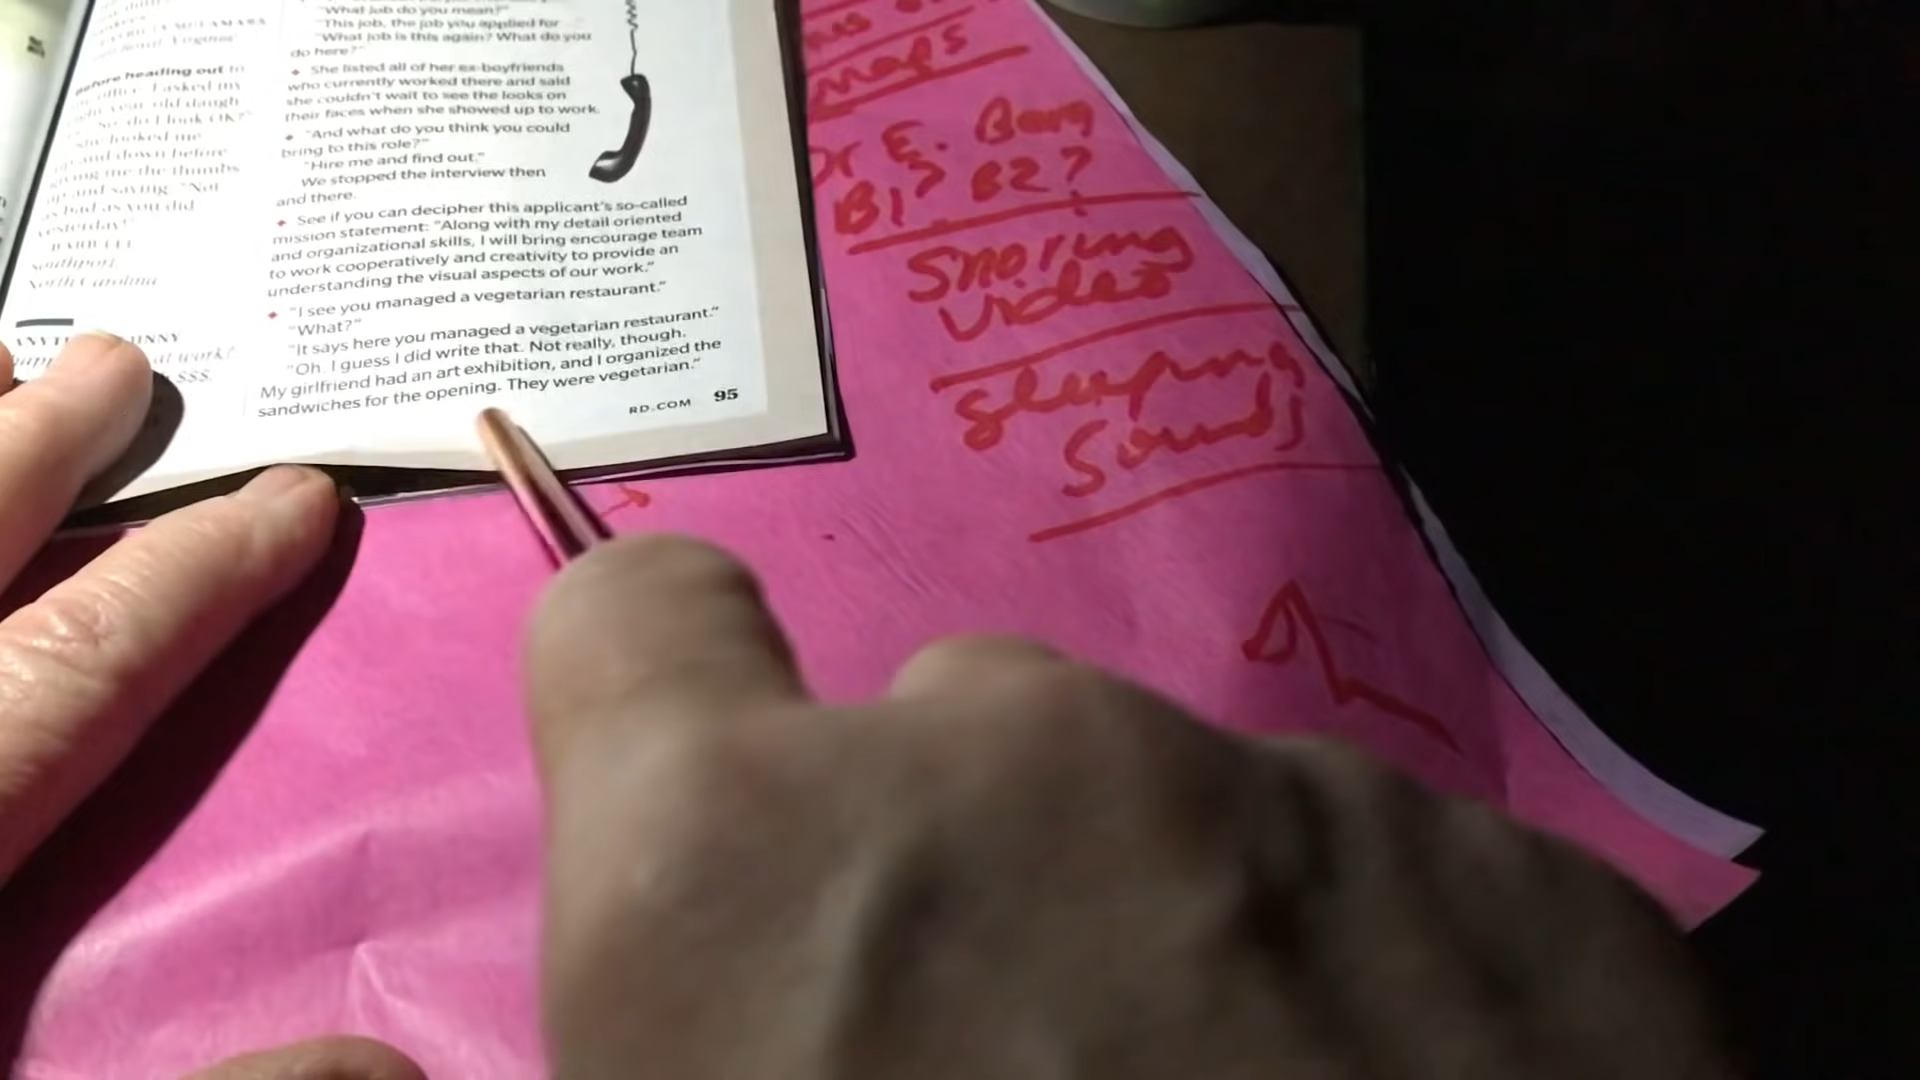 before heading out to
office, I asked my
year-old daugh
"So, do I look OK?"
She looked me
up and down before
giving me the thumbs
up and saying, "Not
as bad as you did
yesterday!"
southport,
North Carolina
UNNY
at work?
$$$.
"What job do you mean?"
"This job, the job you applied for
"What job is this again? What do you
do here?"
She listed all of her ex-boyfriends
who currently worked there and said
she couldn't wait to see the looks on
their faces when she showed up to work.
"And what do you think you could
bring to this role?"
"Hire me and find out."
We stopped the interview then
and there.
See if you can decipher this applicant's so-called
mission statement: "Along with my detail oriented
and organizational skills, I will bring encourage team
to work cooperatively and creativity to provide an
understanding the visual aspects of our work."
"I see you managed a vegetarian restaurant."
"What?"
"It says here you managed a vegetarian restaurant."
"Oh. I guess I did write that. Not really, though.
My girlfriend had an art exhibition, and I organized the
sandwiches for the opening. They were vegetarian."
RD.COM 95
maps
Dr E. Berg
B1? B2?
Snoring
video
Sleeping
Sounds